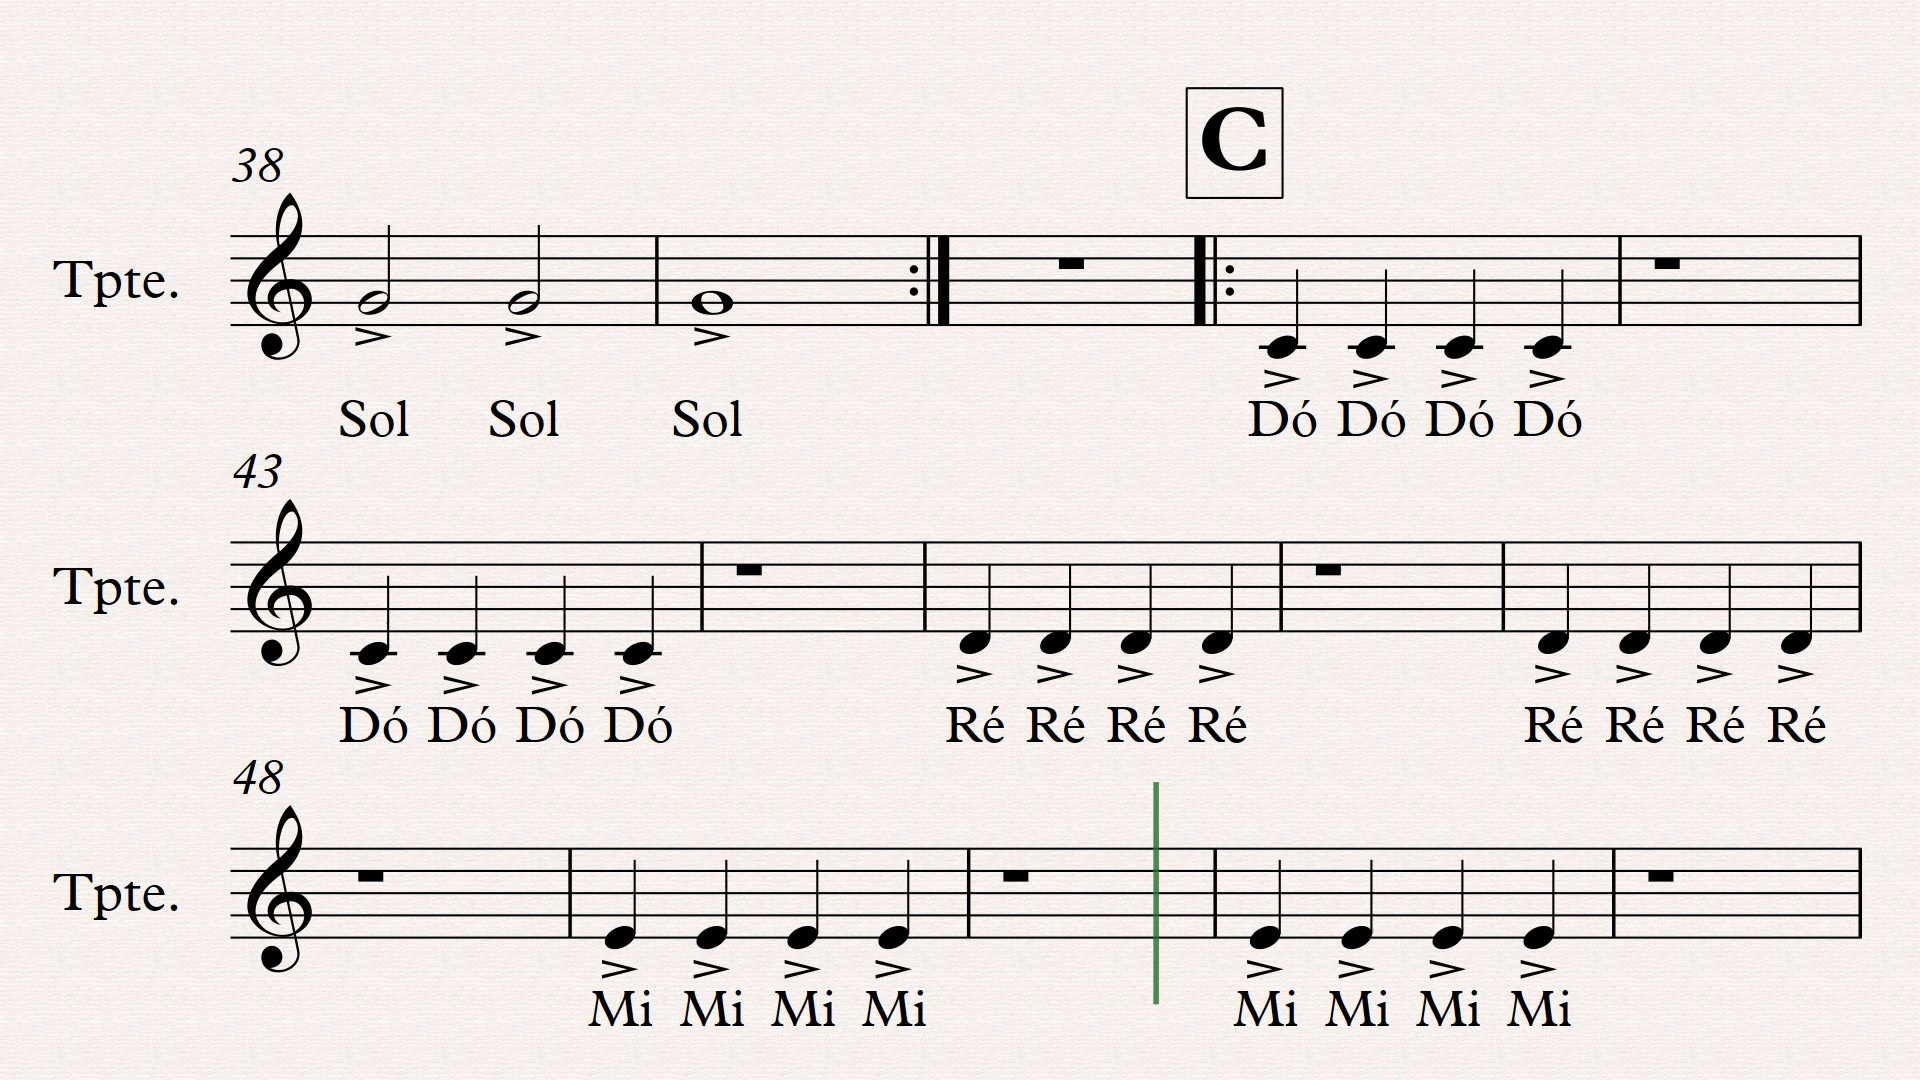 C
38
Tpte.
Sol Sol Sol Dó Dó Dó Dó
43
Tpte.
Dó Dó Dó Dó Ré Ré Ré Ré Ré Ré Ré Ré
48
Tpte.
Mi Mi Mi Mi Mi Mi Mi Mi